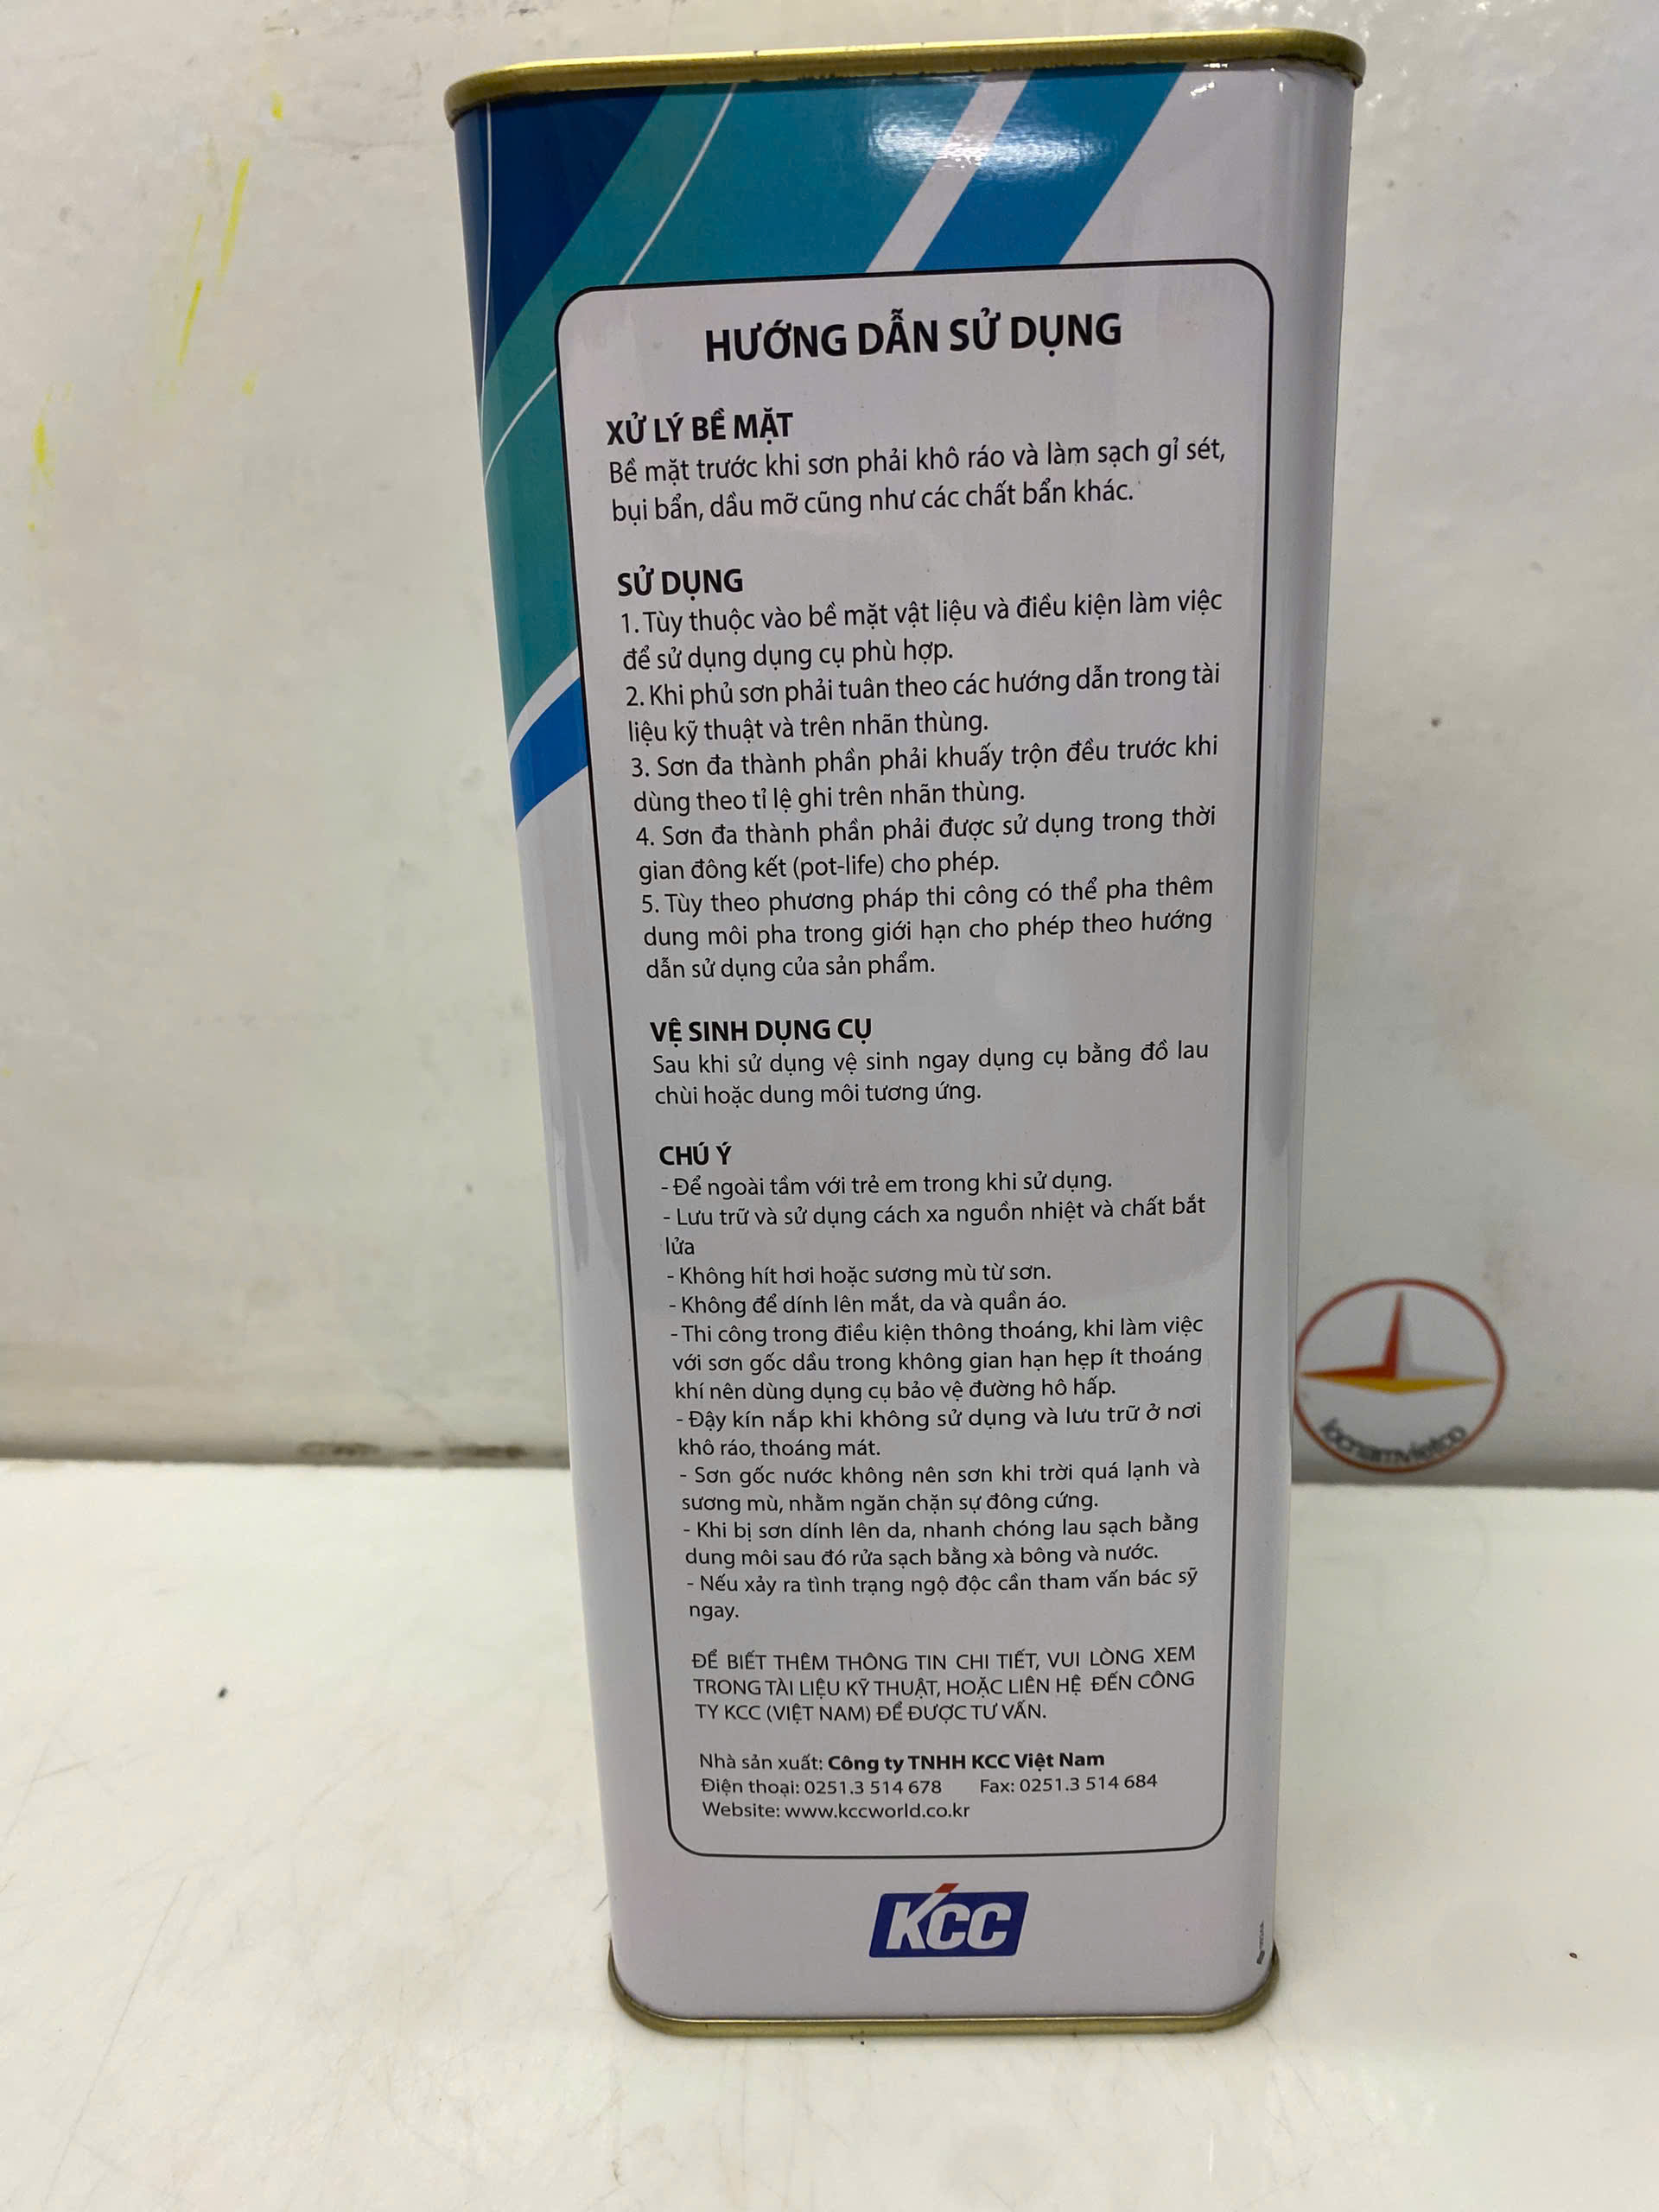 HƯỚNG DẪN SỬ DỤNG
XỬ LÝ BỀ MẶT
Bề mặt trước khi sơn phải khô ráo và làm sạch gỉ sét,
bụi bẩn, dầu mỡ cũng như các chất bẩn khác.
SỬ DỤNG
1. Tùy thuộc vào bề mặt vật liệu và điều kiện làm việc
để sử dụng dụng cụ phù hợp.
2. Khi phủ sơn phải tuân theo các hướng dẫn trong tài
liệu kỹ thuật và trên nhãn thùng.
3. Sơn đa thành phần phải khuấy trộn đều trước khi
dùng theo tỉ lệ ghi trên nhãn thùng.
4. Sơn đa thành phần phải được sử dụng trong thời
gian đông kết (pot-life) cho phép.
5. Tùy theo phương pháp thi công có thể pha thêm
dung môi pha trong giới hạn cho phép theo hướng
dẫn sử dụng của sản phẩm.
VỆ SINH DỤNG CỤ
Sau khi sử dụng vệ sinh ngay dụng cụ bằng đồ lau
chùi hoặc dung môi tương ứng.
CHÚ Ý
- Để ngoài tầm với trẻ em trong khi sử dụng.
- Lưu trữ và sử dụng cách xa nguồn nhiệt và chất bắt
lửa
- Không hít hơi hoặc sương mù từ sơn.
- Không để dính lên mắt, da và quần áo.
- Thi công trong điều kiện thông thoáng, khi làm việc
với sơn gốc dầu trong không gian hạn hẹp ít thoáng
khí nên dùng dụng cụ bảo vệ đường hô hấp.
- Đậy kín nắp khi không sử dụng và lưu trữ ở nơi
khô ráo, thoáng mát.
- Sơn gốc nước không nên sơn khi trời quá lạnh và
sương mù, nhằm ngăn chặn sự đông cứng.
- Khi bị sơn dính lên da, nhanh chóng lau sạch bằng
dung môi sau đó rửa sạch bằng xà bông và nước.
- Nếu xảy ra tình trạng ngộ độc cần tham vấn bác sỹ
ngay.
ĐỂ BIẾT THÊM THÔNG TIN CHI TIẾT, VUI LÒNG XEM
TRONG TÀI LIỆU KỸ THUẬT, HOẶC LIÊN HỆ ĐẾN CÔNG
TY KCC (VIỆT NAM) ĐỂ ĐƯỢC TƯ VẤN.
Nhà sản xuất: Công ty TNHH KCC Việt Nam
Điện thoại: 0251.3 514 678 Fax: 0251.3 514 684
Website: www.kccworld.co.kr
KCC
locnamvietco